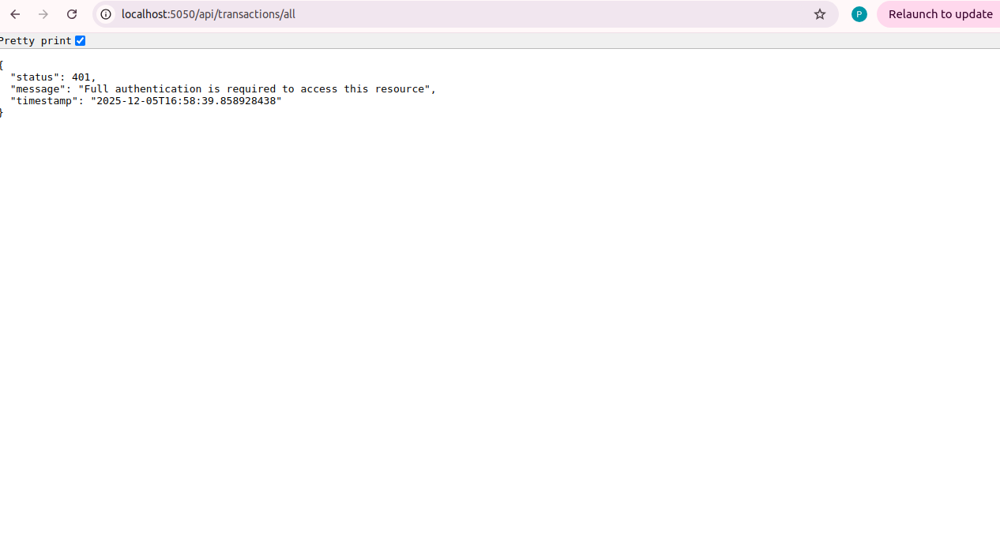 localhost:5050/api/transactions/all
P
Relaunch to update
Pretty print
{
  "status": 401,
  "message": "Full authentication is required to access this resource",
  "timestamp": "2025-12-05T16:58:39.858928438"
}